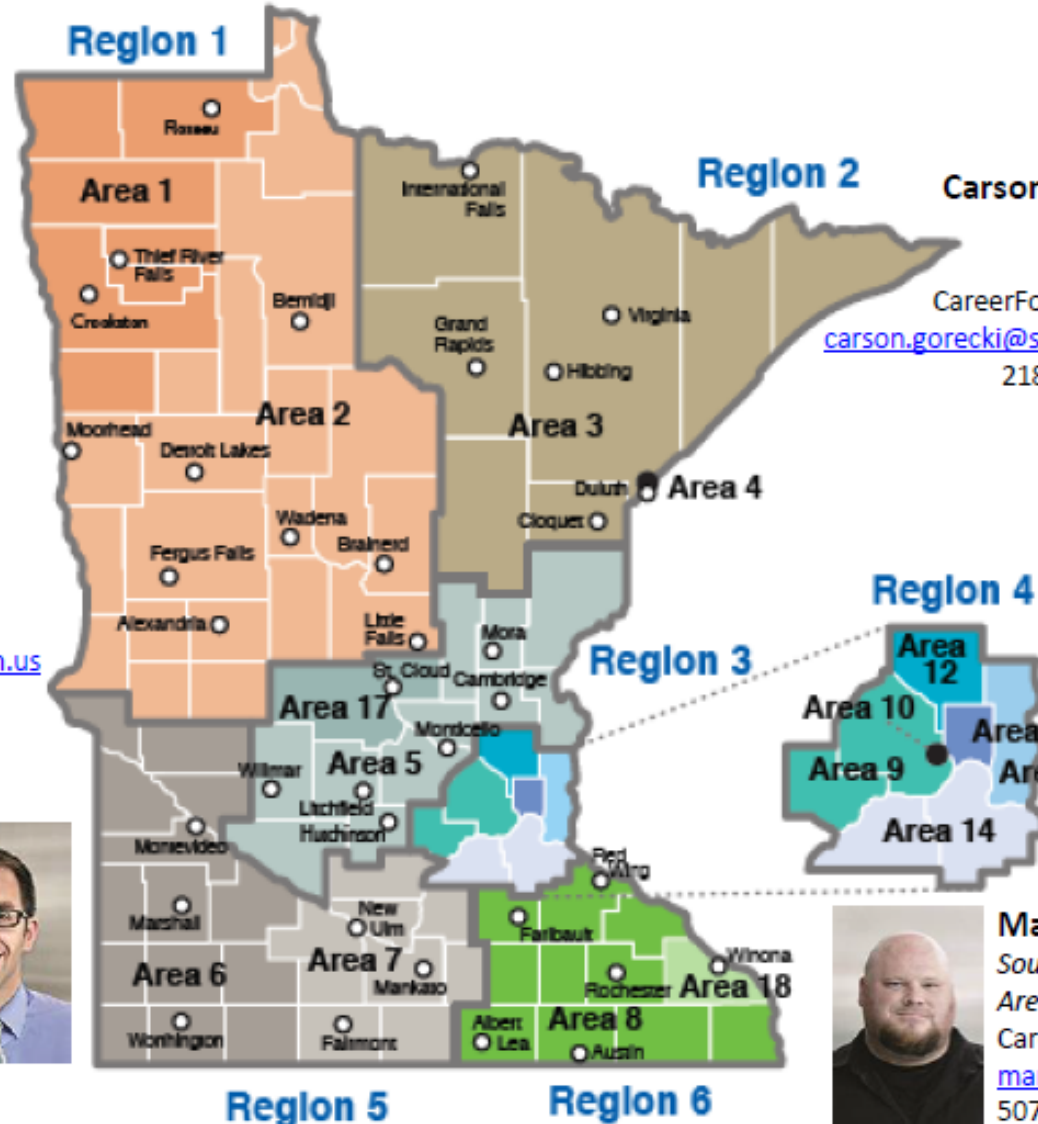 Region 1
Roseau
Area 1
International
Falls
Region 2
Carson
Thief River
Falls
Crookston
Bemidji
Grand
Rapids
Virginia
Hibbing
CareerFo
carson.gorecki@s
218
Area 2
Area 3
Moorhead
Detroit Lakes
Duluth
Area 4
Cloquet
Wadena
Brainerd
Fergus Falls
Alexandria
Little
Falls
Mora
n.us
Region 3
Region 4
St. Cloud
Cambridge
Area 17
Monticello
Area
12
Area 10
Area
Willmar
Area 5
Area 9
Are
Litchfield
Hutchinson
Area 14
Montevideo
Red
Wing
Marshall
New
Ulm
Faribault
Area 6
Area 7
Mankato
Rochester
Winona
Area 18
Worthington
Fairmont
Albert
Lea
Area 8
Austin
Region 5
Region 6
Ma
Sou
Are
Car
mar
507